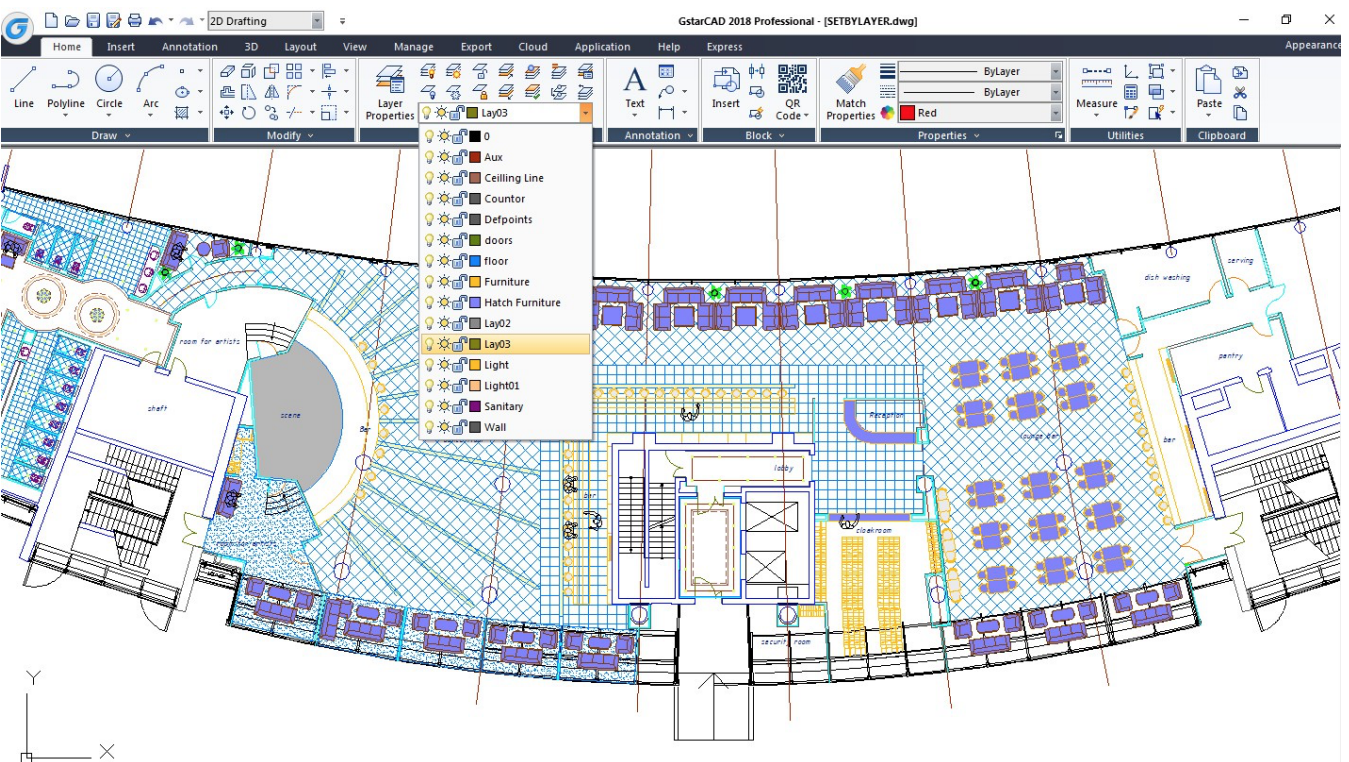 2D Drafting
GstarCAD 2018 Professional - [SETBYLAYER.dwg]
Home Insert Annotation 3D Layout View Manage Export Cloud Application Help Express Appearance
ByLayer
ByLayer
Red
Line Polyline Circle Arc
Layer Properties
Lay03
Text
Insert
QR Code
Match Properties
Measure
Paste
Draw Modify Annotation Block Properties Utilities Clipboard
0
Aux
Ceilling Line
Countor
Defpoints
doors
floor
Furniture
Hatch Furniture
Lay02
Lay03
Light
Light01
Sanitary
Wall
serving
dish washing
room for artists
pantry
shaft
scene
Bar
Reception
lounge bar
bar
lobby
bar
cloakroom
security room
Y
X